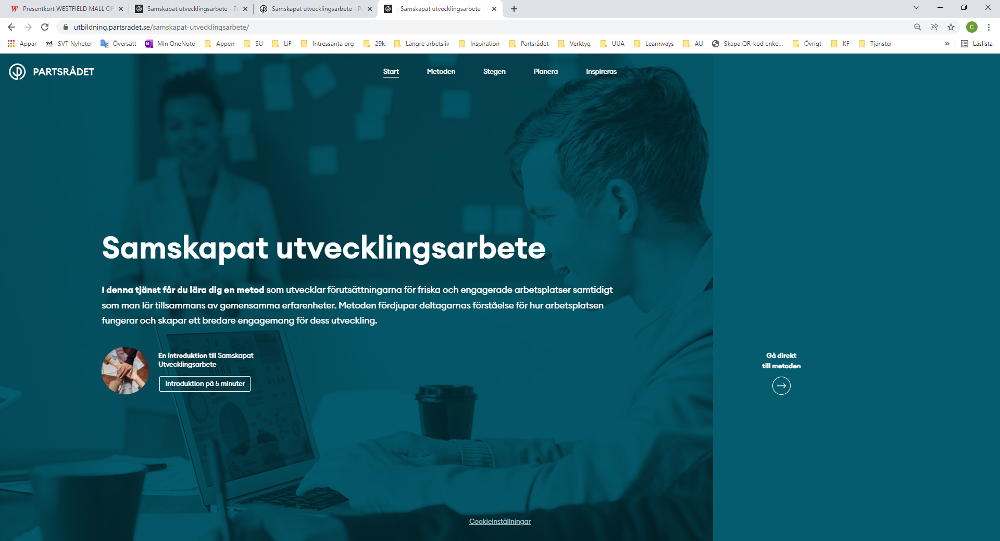 Presentkort WESTFIELD MALL OF
Samskapat utvecklingsarbete - Pa
Samskapat utvecklingsarbete - Pa
- Samskapat utvecklingsarbete -
utbildning.partsradet.se/samskapat-utvecklingsarbete/
C
Appar
svt
SVT Nyheter
Översätt
Min OneNote
Appen
SU
LiF
Intressanta org
29k
Längre arbetsliv
Inspiration
Partsrådet
Verktyg
UUA
Learnways
AU
Skapa QR-kod enke...
Övrigt
KF
Tjänster
»
Läslista
PARTSRÅDET
Start
Metoden
Stegen
Planera
Inspireras
Samskapat utvecklingsarbete
I denna tjänst får du lära dig en metod som utvecklar förutsättningarna för friska och engagerade arbetsplatser samtidigt
som man lär tillsammans av gemensamma erfarenheter. Metoden fördjupar deltagarnas förståelse för hur arbetsplatsen
fungerar och skapar ett bredare engagemang för dess utveckling.
En introduktion till Samskapat
Utvecklingsarbete
Introduktion på 5 minuter
Gå direkt
till metoden
Cookieinställningar